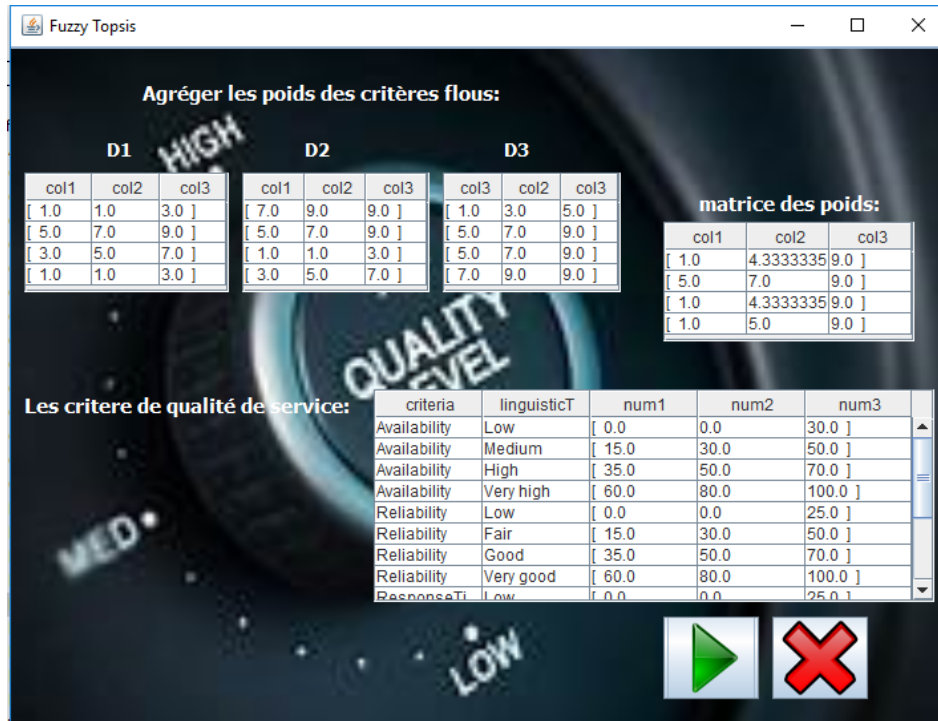 Fuzzy Topsis
Agréger les poids des critères flous:
HIGH
D1 D2 D3
col1 col2 col3 col1 col2 col3 col3 col2 col3
[ 1.0 1.0 3.0 ] [ 7.0 9.0 9.0 ] [ 1.0 3.0 5.0 ]
[ 5.0 7.0 9.0 ] [ 5.0 7.0 9.0 ] [ 5.0 7.0 9.0 ]
[ 3.0 5.0 7.0 ] [ 1.0 1.0 3.0 ] [ 5.0 7.0 9.0 ]
[ 1.0 1.0 3.0 ] [ 3.0 5.0 7.0 ] [ 7.0 9.0 9.0 ]
matrice des poids:
col1 col2 col3
[ 1.0 4.3333335 9.0 ]
[ 5.0 7.0 9.0 ]
[ 1.0 4.3333335 9.0 ]
[ 1.0 5.0 9.0 ]
QUALITY
LEVEL
Les critere de qualité de service:
criteria linguisticT num1 num2 num3
Availability Low [ 0.0 0.0 30.0 ]
Availability Medium [ 15.0 30.0 50.0 ]
Availability High [ 35.0 50.0 70.0 ]
Availability Very high [ 60.0 80.0 100.0 ]
Reliability Low [ 0.0 0.0 25.0 ]
Reliability Fair [ 15.0 30.0 50.0 ]
Reliability Good [ 35.0 50.0 70.0 ]
Reliability Very good [ 60.0 80.0 100.0 ]
ResponseTi Low [ 0.0 0.0 25.0 ]
MED
LOW